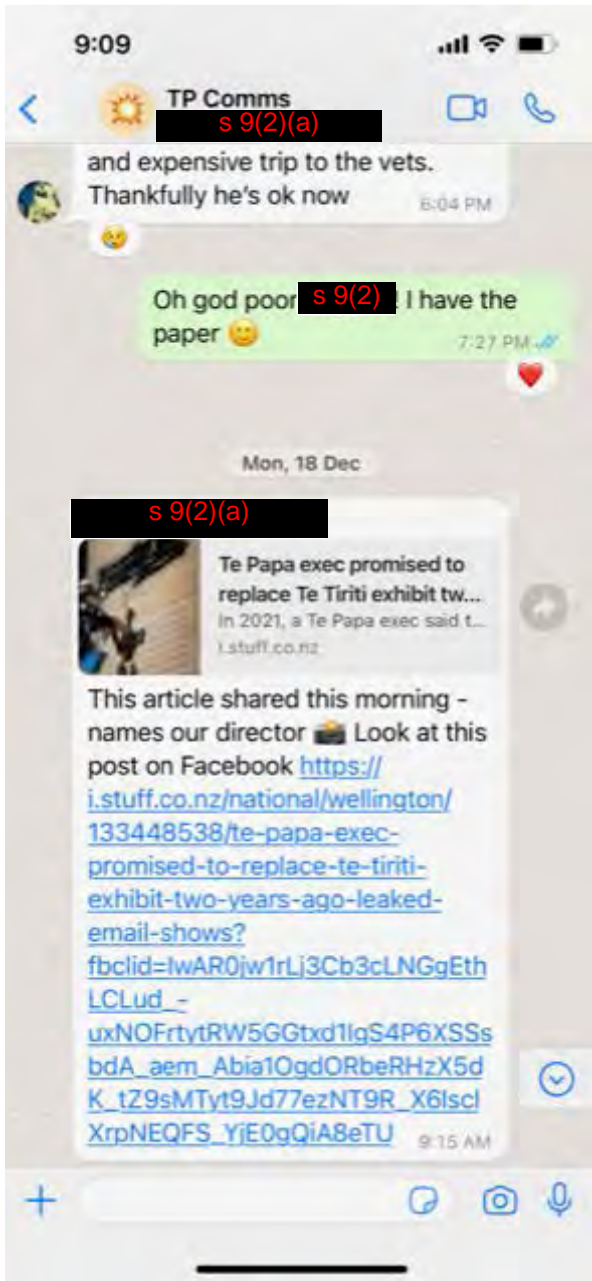 9:09
TP Comms
s 9(2)(a)
and expensive trip to the vets.
Thankfully he's ok now
6:04 PM
Oh god poor s 9(2) ! I have the
paper 🙂
7:27 PM
Mon, 18 Dec
s 9(2)(a)
Te Papa exec promised to
replace Te Tiriti exhibit tw...
In 2021, a Te Papa exec said t...
i.stuff.co.nz
This article shared this morning -
names our director 📸 Look at this
post on Facebook https://
i.stuff.co.nz/national/wellington/
133448538/te-papa-exec-
promised-to-replace-te-tiriti-
exhibit-two-years-ago-leaked-
email-shows?
fbclid=IwAR0jw1rLj3Cb3cLNGgEth
LCLud_-
uxNOFrtytRW5GGtxd1IgS4P6XSSs
bdA_aem_Abia1OgdORbeRHzX5d
K_tZ9sMTyt9Jd77ezNT9R_X6Iscl
XrpNEQFS_YjE0gQiA8eTU
9:15 AM